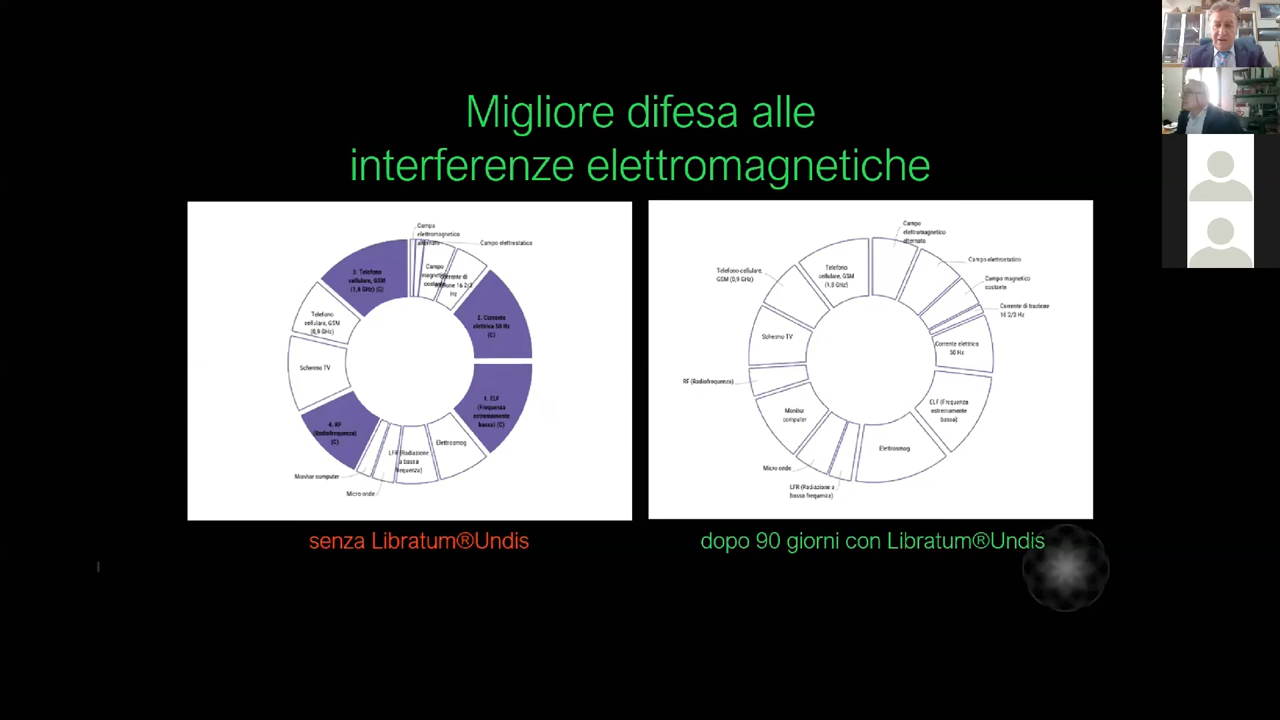 Migliore difesa alle
interferenze elettromagnetiche
Campo
elettromagnetico
alternato
Campo elettrostatico
Campo
magnetico
costante
Corrente di
16 2/3
Hz
2. Corrente
elettrica 50 Hz
(C)
1. ELF
(Frequenza
estremamente
bassa) (C)
Elettrosmog
LFR (Radiazione
a bassa
frequenza)
Micro onde
Monitor computer
4. RF
(Radiofrequenza)
(C)
Schermo TV
Telefono
cellulare, GSM
(0,9 GHz)
3. Telefono
cellulare, GSM
(1,8 GHz) (C)
Campo
elettromagnetico
alternato
Campo elettrostatico
Campo magnetico
costante
Corrente di trazione
16 2/3 Hz
Corrente elettrica
50 Hz
ELF (Frequenza
estremamente
bassa)
Elettrosmog
LFR (Radiazione a
bassa frequenza)
Micro onde
Monitor
computer
RF (Radiofrequenza)
Schermo TV
Telefono cellulare,
GSM (0,9 GHz)
Telefono
cellulare, GSM
(1,8 GHz)
senza Libratum®Undis
dopo 90 giorni con Libratum®Undis